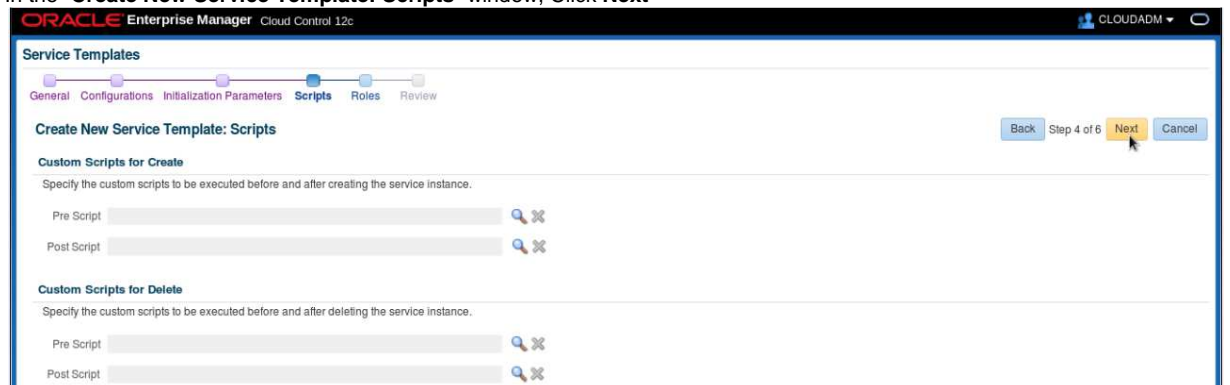 in the "Create New Service Template: Scripts" window, Click Next
ORACLE Enterprise Manager Cloud Control 12c CLOUDADM
Service Templates
General Configurations Initialization Parameters Scripts Roles Review
Create New Service Template: Scripts Back Step 4 of 6 Next Cancel
Custom Scripts for Create
Specify the custom scripts to be executed before and after creating the service instance.
Pre Script
Post Script
Custom Scripts for Delete
Specify the custom scripts to be executed before and after deleting the service instance.
Pre Script
Post Script